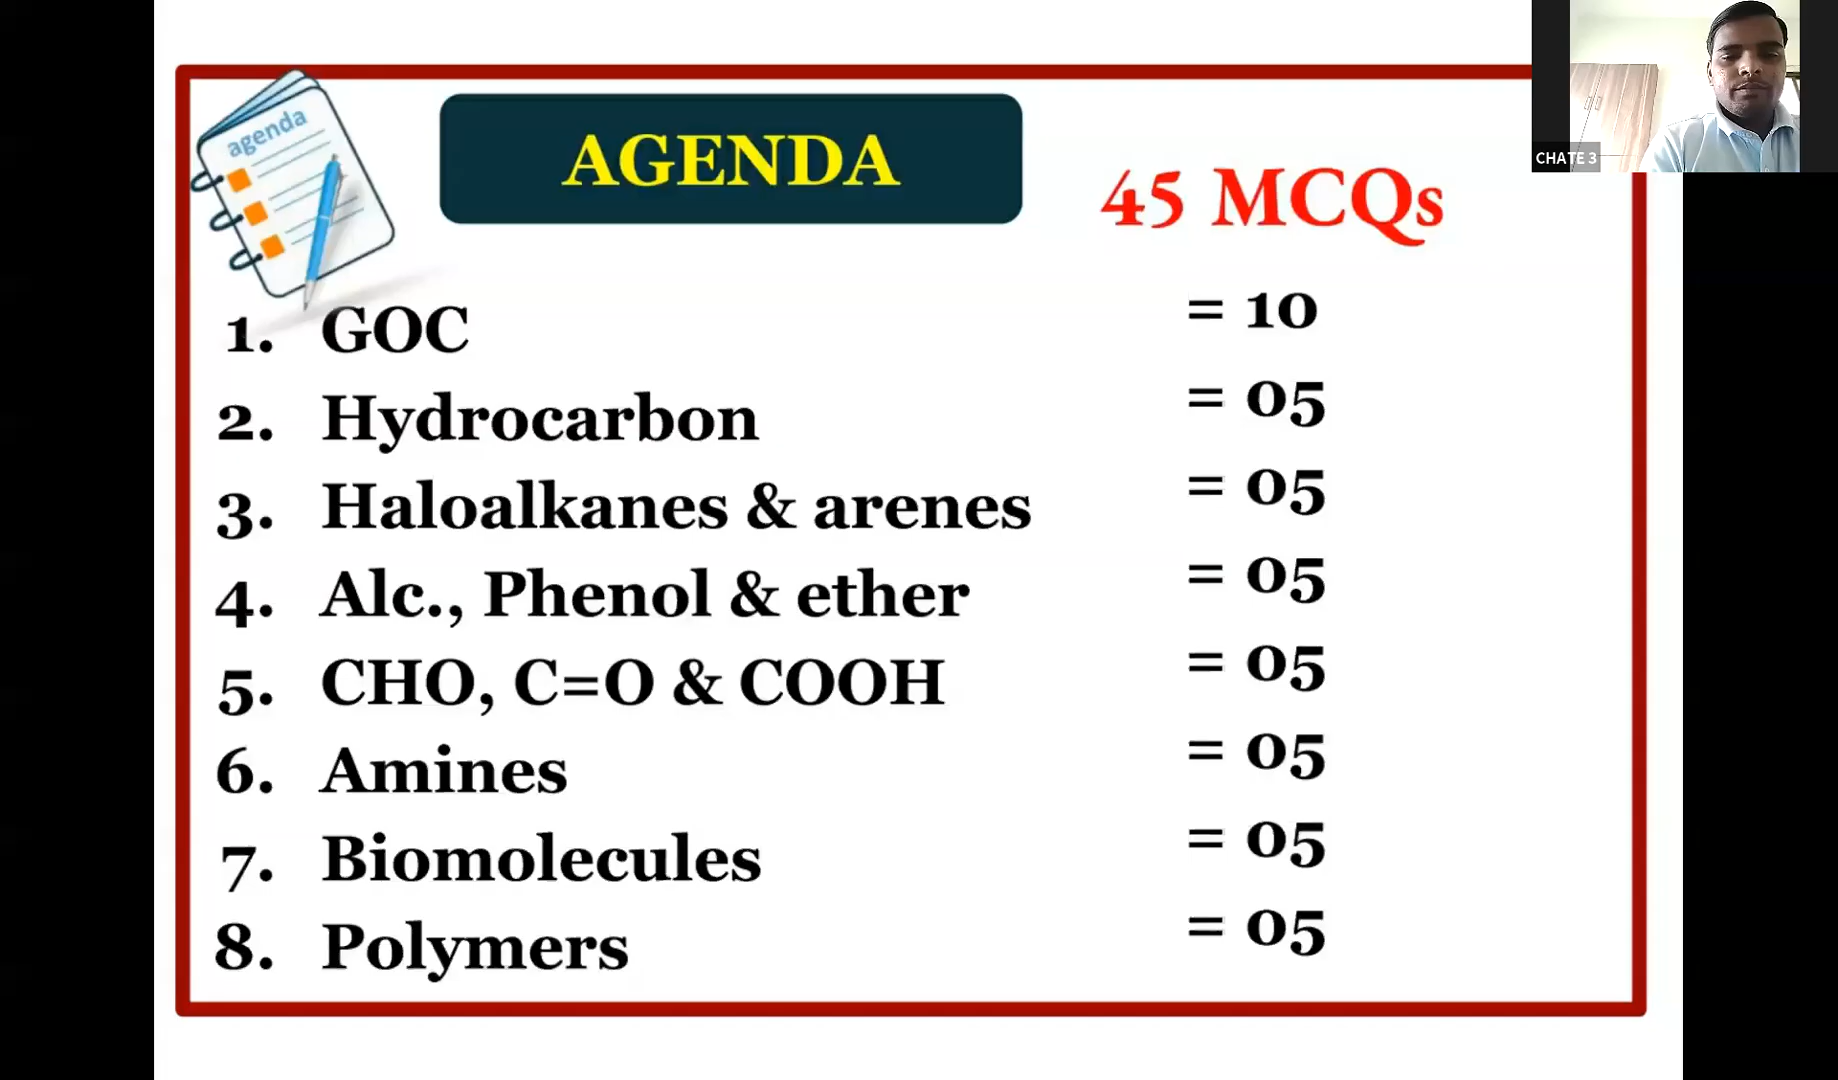 agenda
AGENDA
45 MCQs
CHATE 3
1. GOC = 10
2. Hydrocarbon = 05
3. Haloalkanes & arenes = 05
4. Alc., Phenol & ether = 05
5. CHO, C=O & COOH = 05
6. Amines = 05
7. Biomolecules = 05
8. Polymers = 05